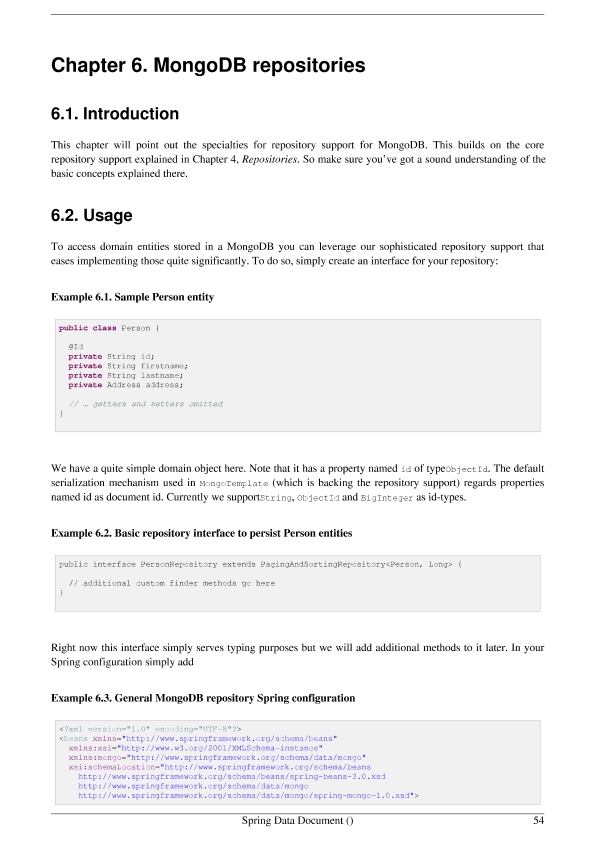 Chapter 6. MongoDB repositories
6.1. Introduction
This chapter will point out the specialties for repository support for MongoDB. This builds on the core
repository support explained in Chapter 4, Repositories. So make sure you've got a sound understanding of the
basic concepts explained there.
6.2. Usage
To access domain entities stored in a MongoDB you can leverage our sophisticated repository support that
eases implementing those quite significantly. To do so, simply create an interface for your repository:
Example 6.1. Sample Person entity
public class Person {
@Id
private String id;
private String firstname;
private String lastname;
private Address address;
// … getters and setters omitted
}
We have a quite simple domain object here. Note that it has a property named id of typeObjectId. The default
serialization mechanism used in MongoTemplate (which is backing the repository support) regards properties
named id as document id. Currently we supportString, ObjectId and BigInteger as id-types.
Example 6.2. Basic repository interface to persist Person entities
public interface PersonRepository extends PagingAndSortingRepository<Person, Long> {
// additional custom finder methods go here
}
Right now this interface simply serves typing purposes but we will add additional methods to it later. In your
Spring configuration simply add
Example 6.3. General MongoDB repository Spring configuration
<?xml version="1.0" encoding="UTF-8"?>
<beans xmlns="http://www.springframework.org/schema/beans"
xmlns:xsi="http://www.w3.org/2001/XMLSchema-instance"
xmlns:mongo="http://www.springframework.org/schema/data/mongo"
xsi:schemaLocation="http://www.springframework.org/schema/beans
http://www.springframework.org/schema/beans/spring-beans-3.0.xsd
http://www.springframework.org/schema/data/mongo
http://www.springframework.org/schema/data/mongo/spring-mongo-1.0.xsd">
Spring Data Document () 54